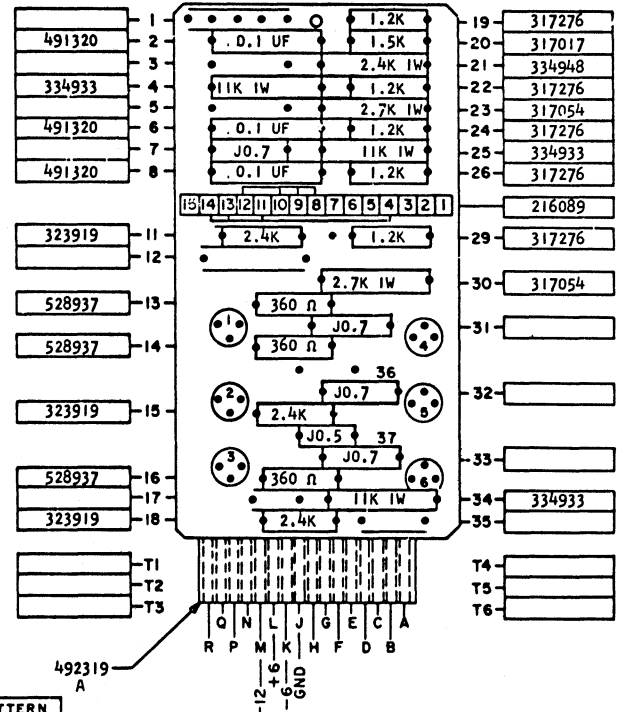 1 1.2K 19 317276
491320 2 .0.1 UF 1.5K 20 317017
3 2.4K 1W 21 334948
334933 4 11K 1W 1.2K 22 317276
5 2.7K 1W 23 317054
491320 6 .0.1 UF 1.2K 24 317276
7 J0.7 11K 1W 25 334933
491320 8 .0.1 UF 1.2K 26 317276
15 14 13 12 11 10 9 8 7 6 5 4 3 2 1 216089
323919 11 2.4K 1.2K 29 317276
12
2.7K 1W 30 317054
528937 13 360 Ω
1 J0.7 31
4
528937 14 360 Ω
36
2 J0.7 32
5
323919 15 2.4K
J0.5 37
3 J0.7 33
528937 16 360 Ω 6
17 11K 1W 34 334933
323919 18 2.4K 35
T1 T4
T2 T5
T3 T6
Q N L J G E C A
R P M K H F D B
-12 +6 -6 GND
492319
A
TTERN